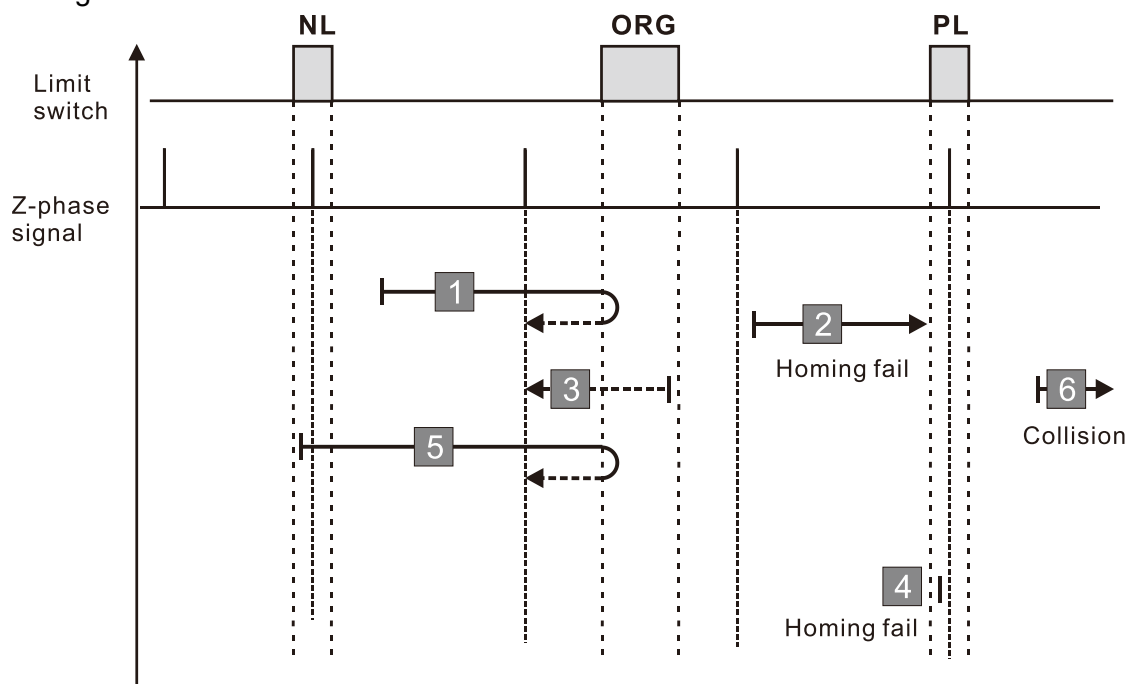 NL ORG PL
Limit
switch
Z-phase
signal
1
2
Homing fail
3
6
Collision
5
4
Homing fail